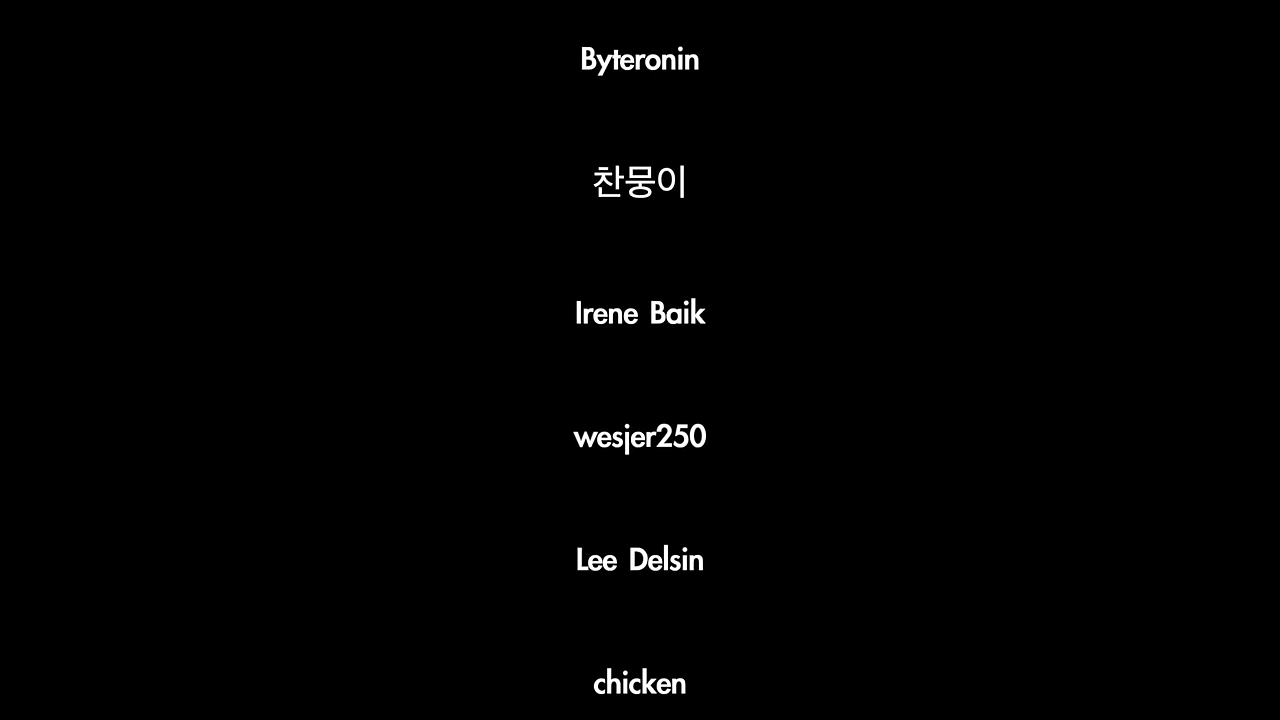 Byteronin
찬뭉이
Irene Baik
wesjer250
Lee Delsin
chicken